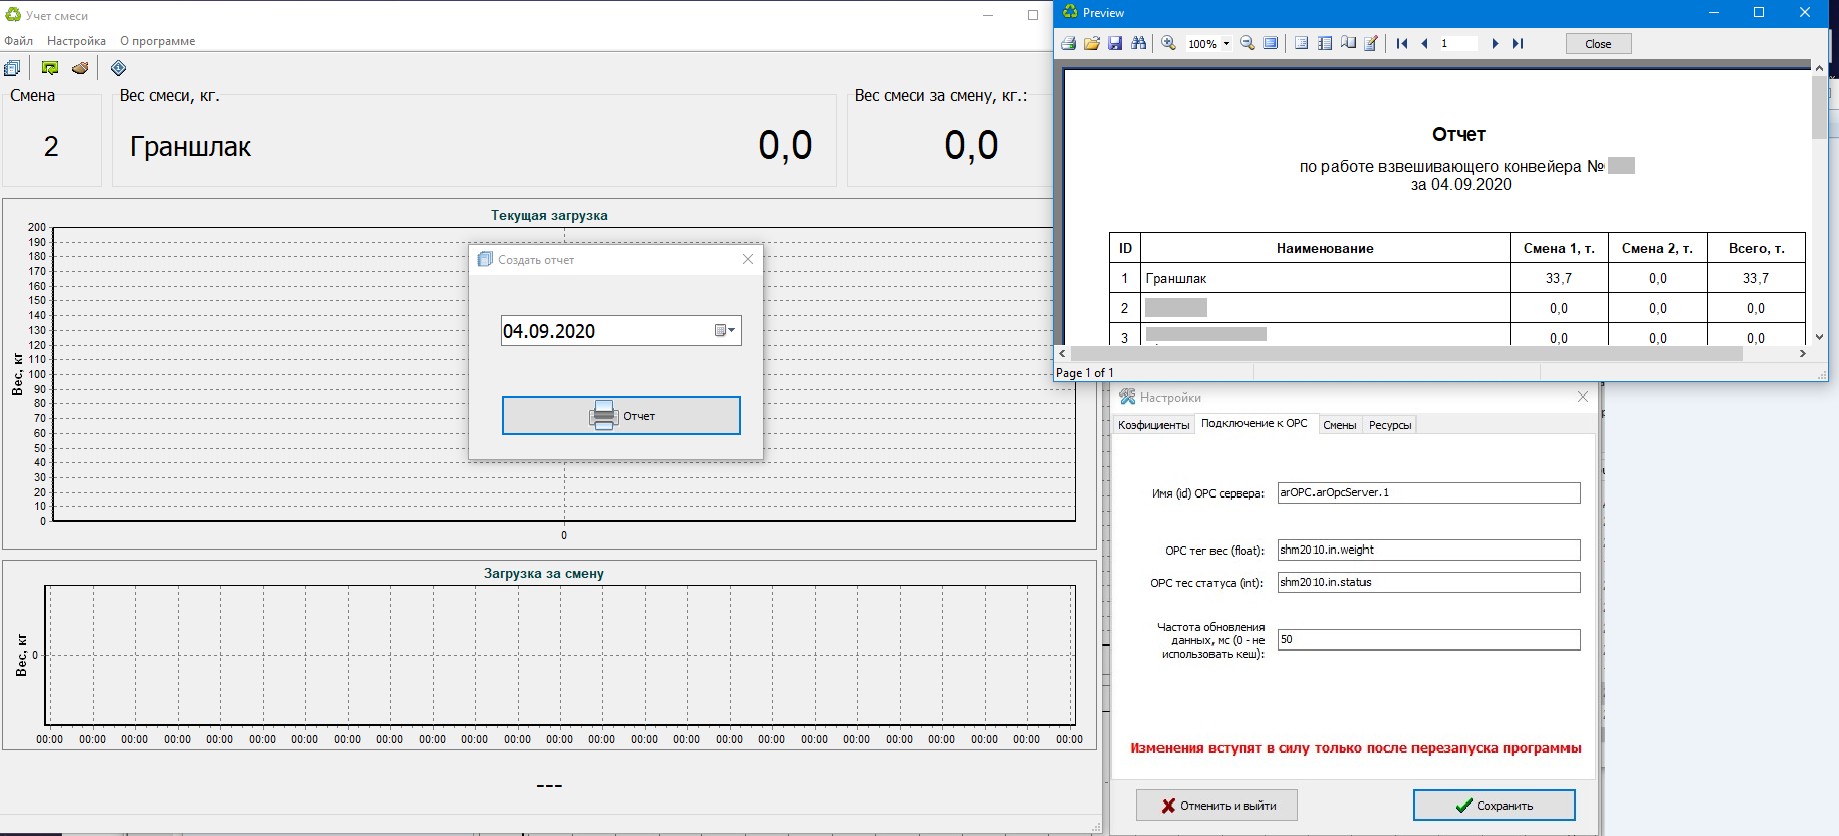 Учет смеси
Файл Настройка О программе
Смена
2
Вес смеси, кг.
Граншлак 0,0
Вес смеси за смену, кг.:
0,0
Текущая загрузка
Вес, кг
200
190
180
170
160
150
140
130
120
110
100
90
80
70
60
50
40
30
20
10
0
0
Создать отчет
04.09.2020
Отчет
Загрузка за смену
Вес, кг
0
00:00 00:00 00:00 00:00 00:00 00:00 00:00 00:00 00:00 00:00 00:00 00:00 00:00 00:00 00:00 00:00 00:00 00:00 00:00 00:00 00:00 00:00 00:00 00:00 00:00
---
Preview
100% 1 Close
Отчет
по работе взвешивающего конвейера №
за 04.09.2020
ID Наименование Смена 1, т. Смена 2, т. Всего, т.
1 Граншлак 33,7 0,0 33,7
2 0,0 0,0 0,0
3 0,0 0,0 0,0
Page 1 of 1
Настройки
Коэфициенты Подключение к ОРС Смены Ресурсы
Имя (id) ОРС сервера: arOPC.arOpcServer.1
ОРС тег вес (float): shm2010.in.weight
ОРС тес статуса (int): shm2010.in.status
Частота обновления
данных, мс (0 - не
использовать кеш):
50
Изменения вступят в силу только после перезапуска программы
Отменить и выйти Сохранить